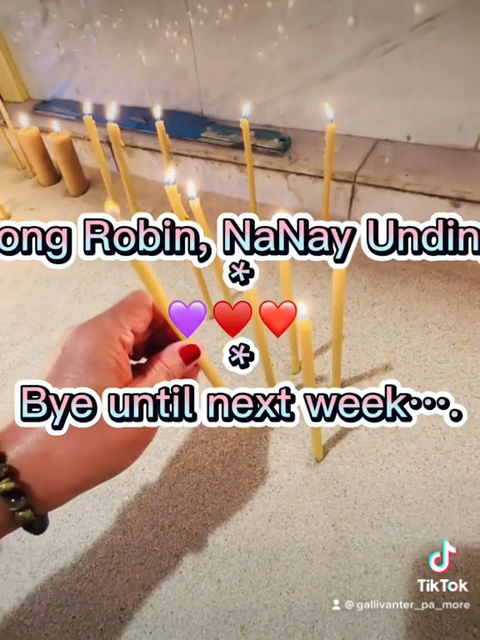 ong Robin, NaNay Undin
*
💜❤️❤️
*
Bye until next week....
TikTok
@gallivanter_pa_more